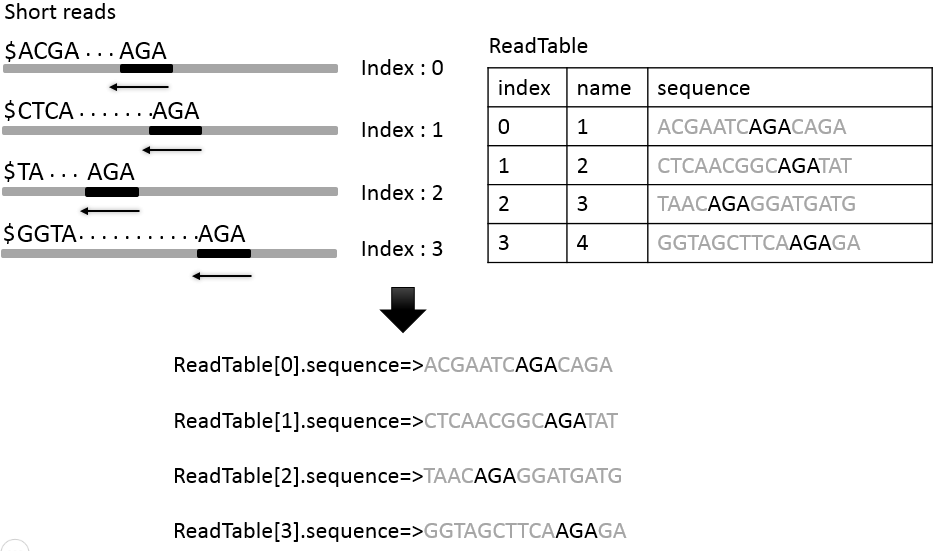 Short reads
$ACGA . . . AGA
Index : 0
$CTCA . . . . . . . AGA
Index : 1
$TA . . . AGA
Index : 2
$GGTA . . . . . . . . . . . AGA
Index : 3
ReadTable
index name sequence
0 1 ACGAATCAGACAGA
1 2 CTCAACGGCAGATAT
2 3 TAACAGAGGATGATG
3 4 GGTAGCTTCAAGAGA
ReadTable[0].sequence=>ACGAATCAGACAGA
ReadTable[1].sequence=>CTCAACGGCAGATAT
ReadTable[2].sequence=>TAACAGAGGATGATG
ReadTable[3].sequence=>GGTAGCTTCAAGAGA